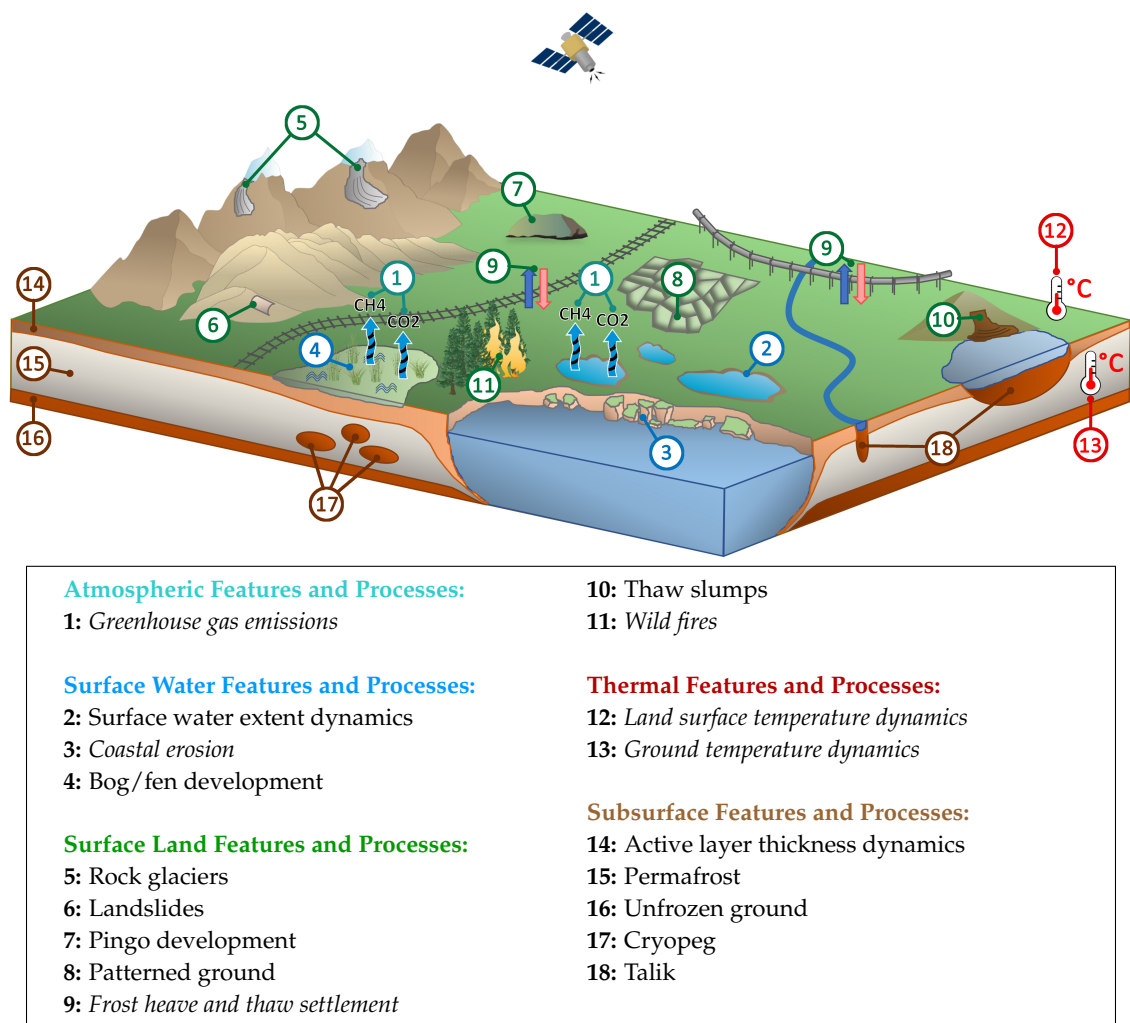 5
7
12
9
9
°C
14
1
1
8
CH4
CH4
6
CO2
CO2
10
4
2
15
11
°C
16
3
18
13
17
Atmospheric Features and Processes:
1: Greenhouse gas emissions
Surface Water Features and Processes:
2: Surface water extent dynamics
3: Coastal erosion
4: Bog/fen development
Surface Land Features and Processes:
5: Rock glaciers
6: Landslides
7: Pingo development
8: Patterned ground
9: Frost heave and thaw settlement
10: Thaw slumps
11: Wild fires
Thermal Features and Processes:
12: Land surface temperature dynamics
13: Ground temperature dynamics
Subsurface Features and Processes:
14: Active layer thickness dynamics
15: Permafrost
16: Unfrozen ground
17: Cryopeg
18: Talik